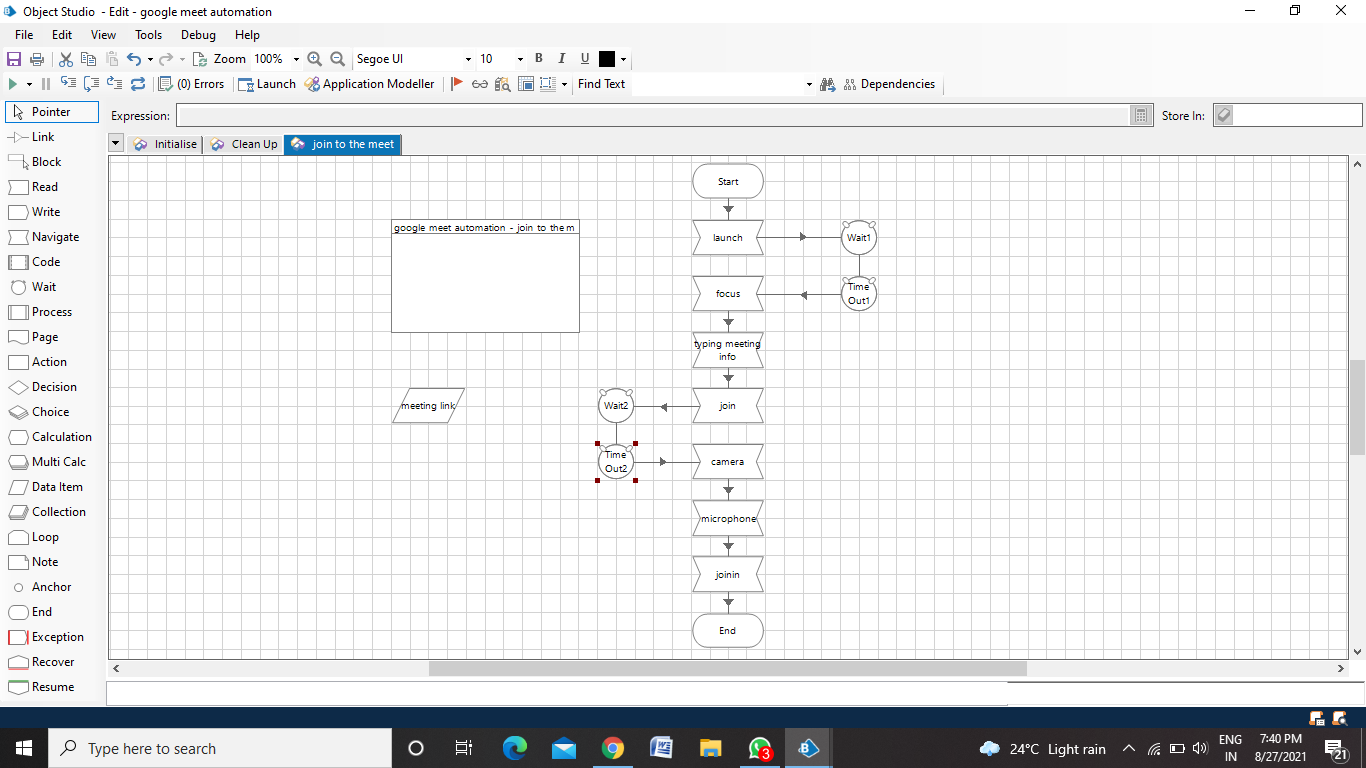 Object Studio - Edit - google meet automation
File Edit View Tools Debug Help
Zoom 100% Segoe UI 10 B I U
(0) Errors Launch Application Modeller Find Text Dependencies
Pointer
Link
Block
Read
Write
Navigate
Code
Wait
Process
Page
Action
Decision
Choice
Calculation
Multi Calc
Data Item
Collection
Loop
Note
Anchor
End
Exception
Recover
Resume
Expression: Store In:
Initialise Clean Up join to the meet
Start
google meet automation - join to the m
launch Wait1
focus Time
Out1
typing meeting
info
meeting link Wait2 join
Time
Out2 camera
microphone
joinin
End
Type here to search
W
3
24°C Light rain
ENG
IN
7:40 PM
8/27/2021
21